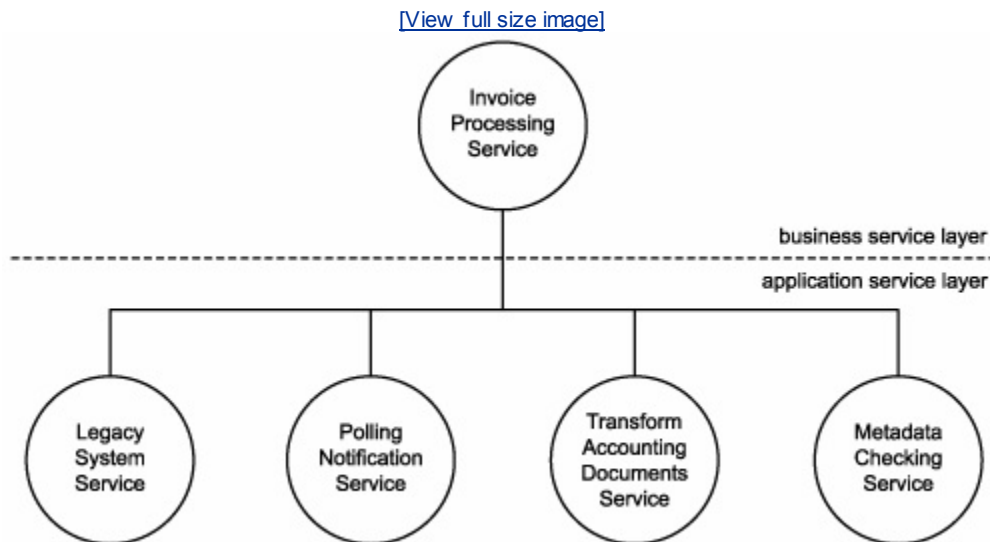 [View full size image]
Invoice
Processing
Service
business service layer
application service layer
Legacy
System
Service
Polling
Notification
Service
Transform
Accounting
Documents
Service
Metadata
Checking
Service